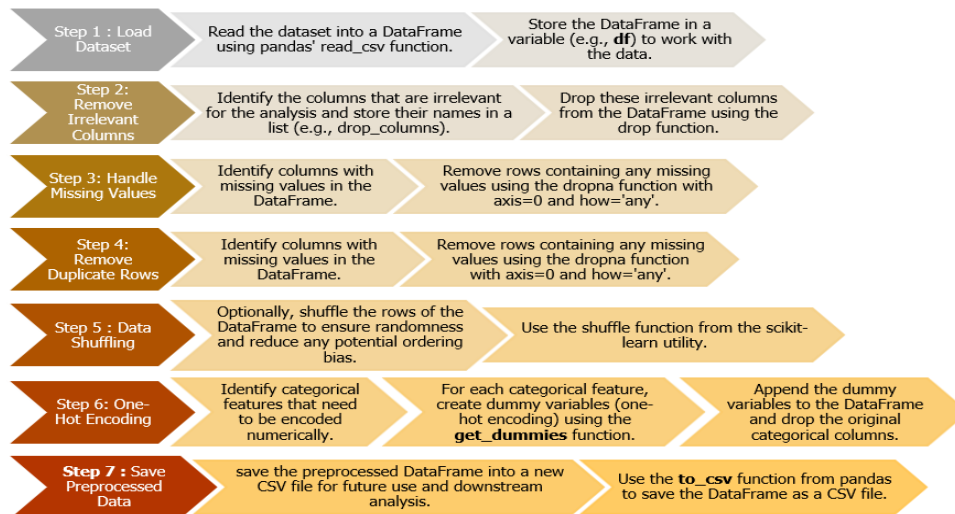 Step 1 : Load
Dataset
Read the dataset into a DataFrame
using pandas' read_csv function.
Store the DataFrame in a
variable (e.g., df) to work with
the data.
Step 2:
Remove
Irrelevant
Columns
Identify the columns that are irrelevant
for the analysis and store their names in a
list (e.g., drop_columns).
Drop these irrelevant columns
from the DataFrame using the
drop function.
Step 3: Handle
Missing Values
Identify columns with
missing values in the
DataFrame.
Remove rows containing any missing
values using the dropna function with
axis=0 and how='any'.
Step 4:
Remove
Duplicate Rows
Identify columns with
missing values in the
DataFrame.
Remove rows containing any missing
values using the dropna function
with axis=0 and how='any'.
Step 5 : Data
Shuffling
Optionally, shuffle the rows of the
DataFrame to ensure randomness
and reduce any potential ordering
bias.
Use the shuffle function from the scikit-
learn utility.
Step 6: One-
Hot Encoding
Identify categorical
features that need
to be encoded
numerically.
For each categorical feature,
create dummy variables (one-
hot encoding) using the
get_dummies function.
Append the dummy
variables to the DataFrame
and drop the original
categorical columns.
Step 7 : Save
Preprocessed
Data
save the preprocessed DataFrame into a new
CSV file for future use and downstream
analysis.
Use the to_csv function from pandas
to save the DataFrame as a CSV file.